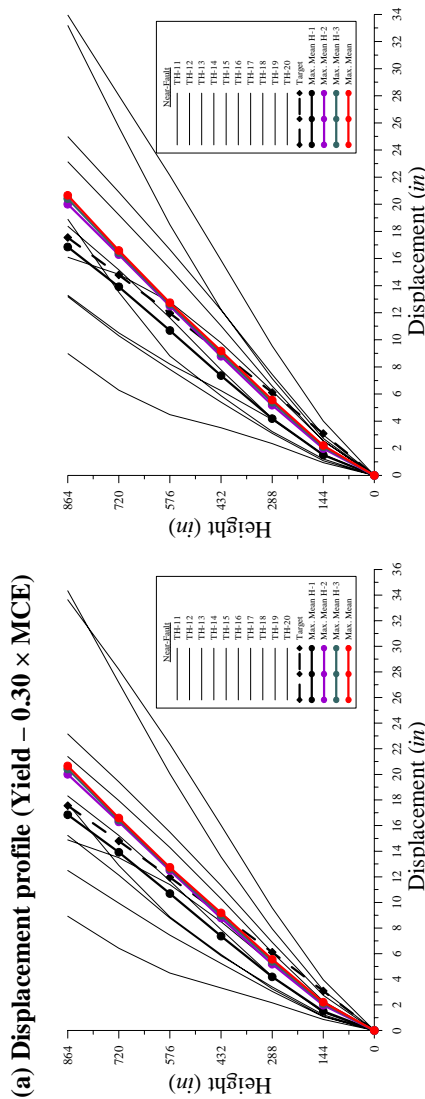 (a) Displacement profile (Yield – 0.30 × MCE)
864
720
576
432
288
144
0
Height (in)
0 2 4 6 8 10 12 14 16 18 20 22 24 26 28 30 32 34 36
Displacement (in)
Near-Fault
TH-11
TH-12
TH-13
TH-14
TH-15
TH-16
TH-17
TH-18
TH-19
TH-20
Target
Max. Mean H-1
Max. Mean H-2
Max. Mean H-3
Max. Mean
864
720
576
432
288
144
0
Height (in)
0 2 4 6 8 10 12 14 16 18 20 22 24 26 28 30 32 34
Displacement (in)
Near-Fault
TH-11
TH-12
TH-13
TH-14
TH-15
TH-16
TH-17
TH-18
TH-19
TH-20
Target
Max. Mean H-1
Max. Mean H-2
Max. Mean H-3
Max. Mean